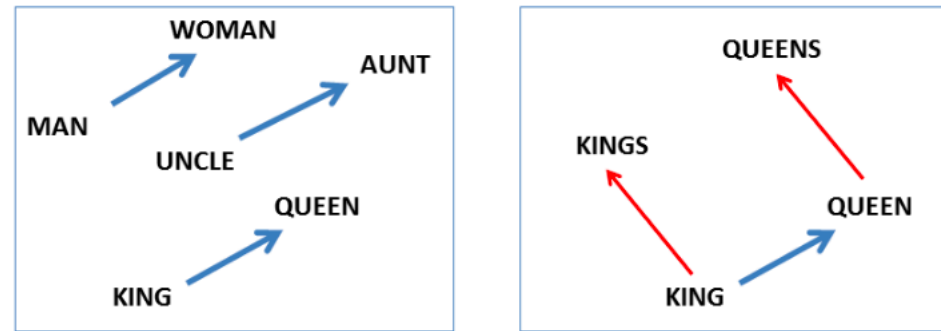 WOMAN
AUNT
MAN
UNCLE
QUEEN
KING
QUEENS
KINGS
QUEEN
KING